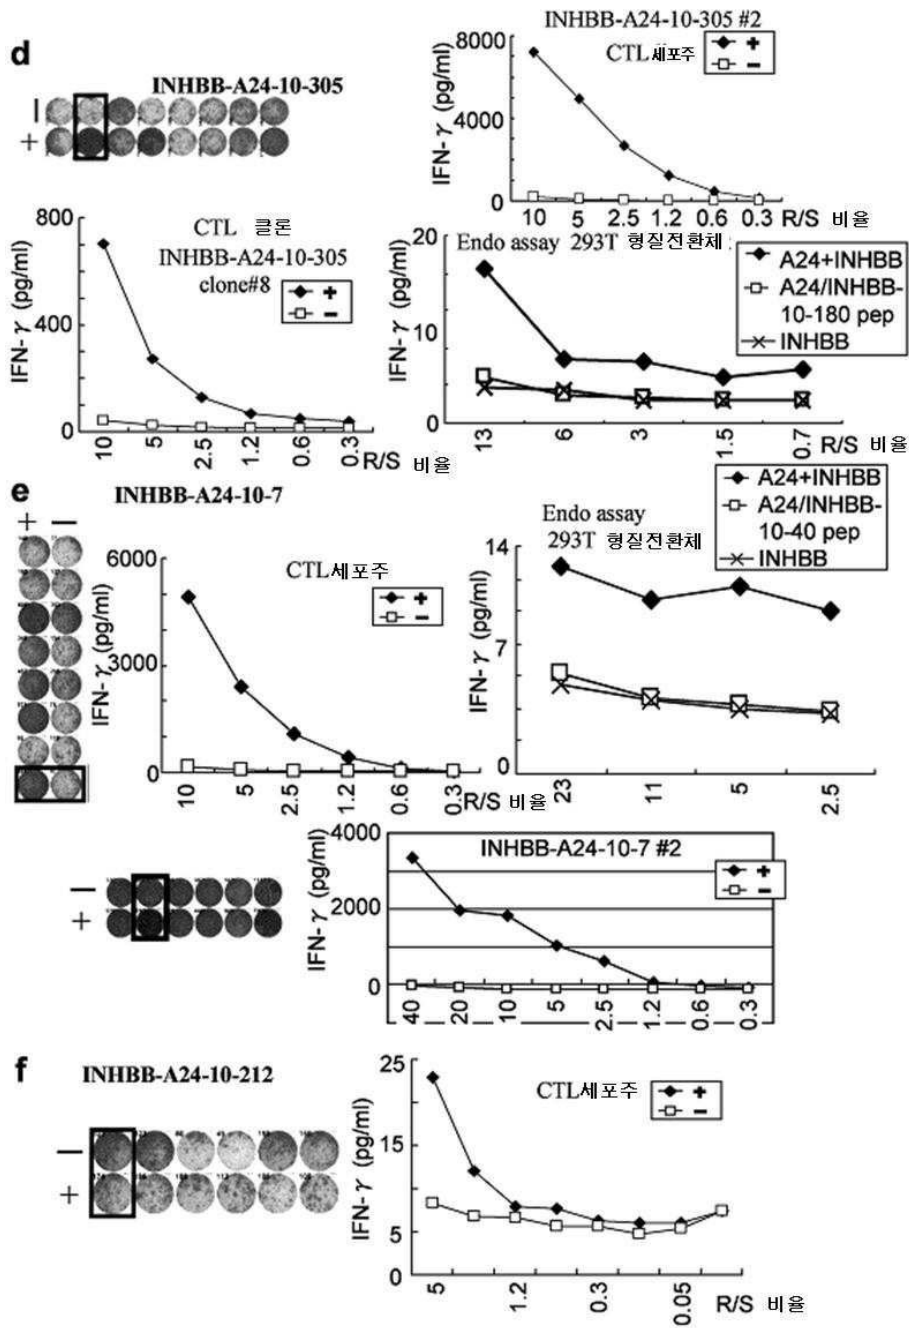 d
INHBB-A24-10-305
−
+
INHBB-A24-10-305 #2
CTL 세포주
+
−
IFN-γ (pg/ml)
8000
4000
0
10 5 2.5 1.2 0.6 0.3 R/S 비율
CTL 클론
INHBB-A24-10-305
clone#8
+
−
IFN-γ (pg/ml)
800
400
0
10 5 2.5 1.2 0.6 0.3 R/S 비율
Endo assay 293T 형질전환체 :
A24+INHBB
A24/INHBB-
10-180 pep
INHBB
IFN-γ (pg/ml)
20
10
0
13 6 3 1.5 0.7 R/S 비율
e
INHBB-A24-10-7
+ −
CTL세포주
+
−
IFN-γ (pg/ml)
6000
3000
0
10 5 2.5 1.2 0.6 0.3
R/S 비율
Endo assay
293T 형질전환체
A24+INHBB
A24/INHBB-
10-40 pep
INHBB
IFN-γ (pg/ml)
14
7
0
23 11 5 2.5
−
+
INHBB-A24-10-7 #2
+
−
IFN-γ (pg/ml)
4000
2000
0
40 20 10 5 2.5 1.2 0.6 0.3
f
INHBB-A24-10-212
−
+
CTL세포주
+
−
IFN-γ (pg/ml)
25
15
5
0
5 1.2 0.3 0.05 R/S 비율